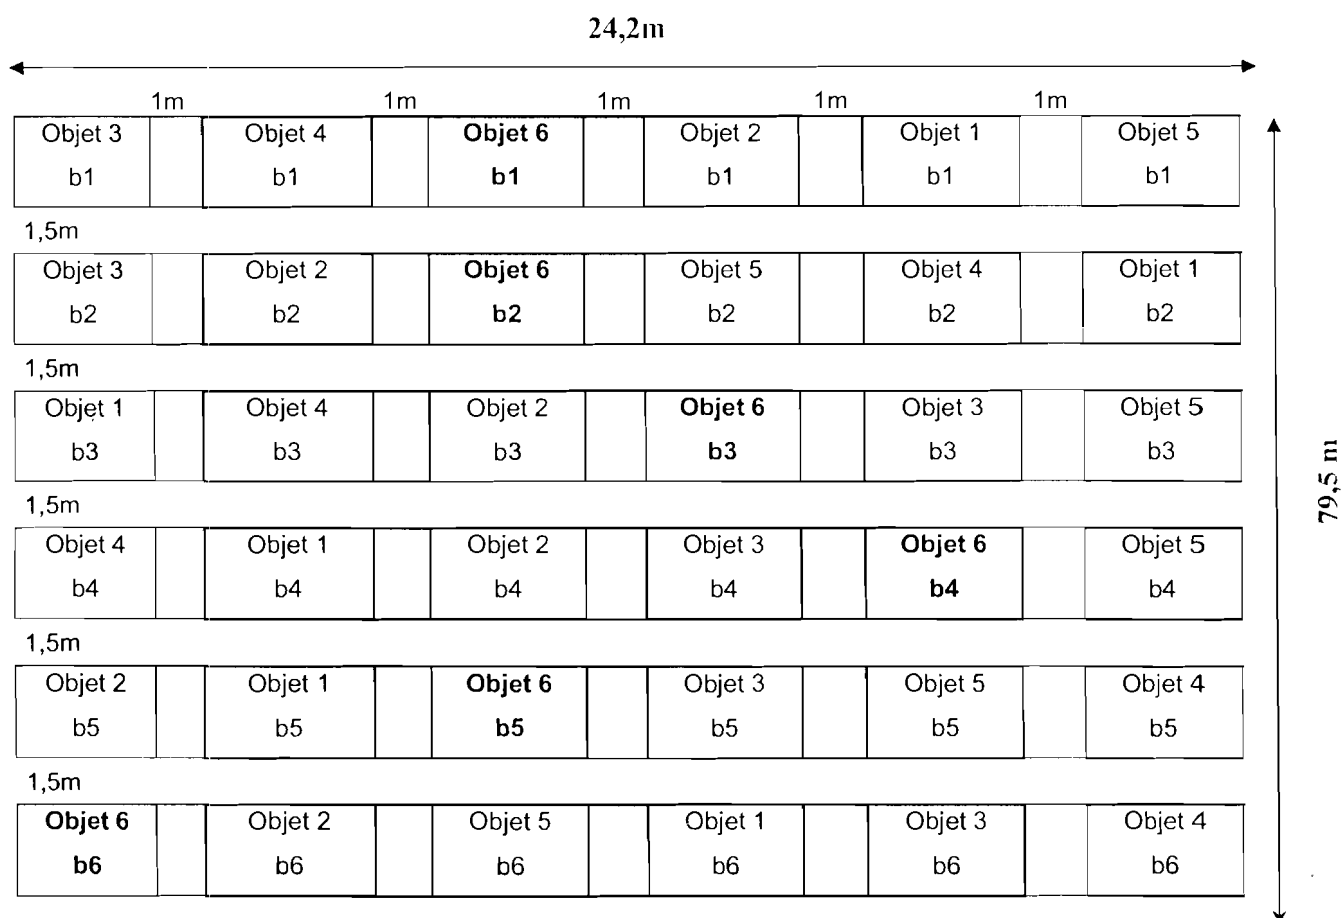 24,2m
1m 1m 1m 1m 1m
Objet 3 Objet 4 Objet 6 Objet 2 Objet 1 Objet 5
b1 b1 b1 b1 b1 b1
1,5m
Objet 3 Objet 2 Objet 6 Objet 5 Objet 4 Objet 1
b2 b2 b2 b2 b2 b2
1,5m
Objet 1 Objet 4 Objet 2 Objet 6 Objet 3 Objet 5
b3 b3 b3 b3 b3 b3
79,5 m
1,5m
Objet 4 Objet 1 Objet 2 Objet 3 Objet 6 Objet 5
b4 b4 b4 b4 b4 b4
1,5m
Objet 2 Objet 1 Objet 6 Objet 3 Objet 5 Objet 4
b5 b5 b5 b5 b5 b5
1,5m
Objet 6 Objet 2 Objet 5 Objet 1 Objet 3 Objet 4
b6 b6 b6 b6 b6 b6